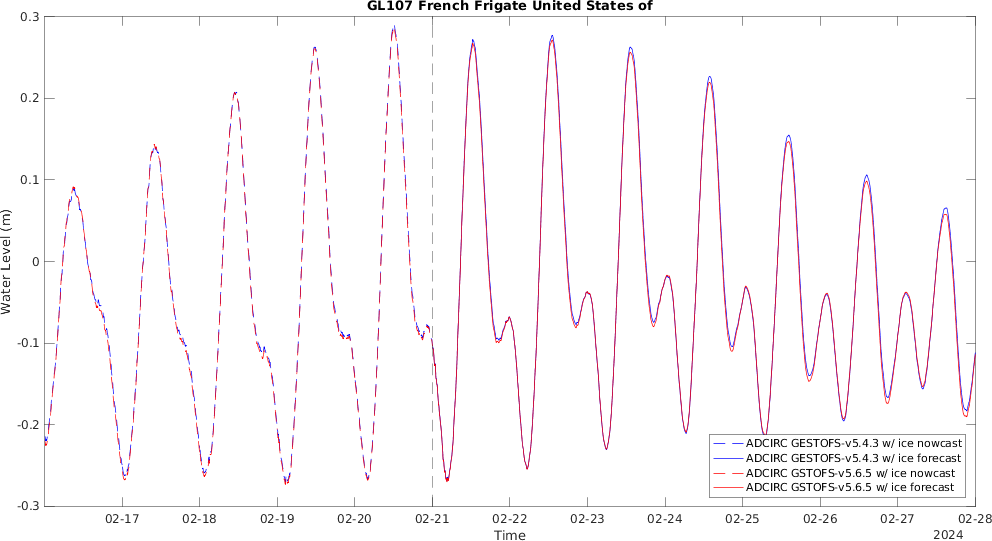 GL107 French Frigate United States of
0.3
0.2
0.1
0
-0.1
-0.2
-0.3
Water Level (m)
ADCIRC GESTOFS-v5.4.3 w/ ice nowcast
ADCIRC GESTOFS-v5.4.3 w/ ice forecast
ADCIRC GSTOFS-v5.6.5 w/ ice nowcast
ADCIRC GSTOFS-v5.6.5 w/ ice forecast
02-17 02-18 02-19 02-20 02-21 02-22 02-23 02-24 02-25 02-26 02-27 02-28
Time
2024